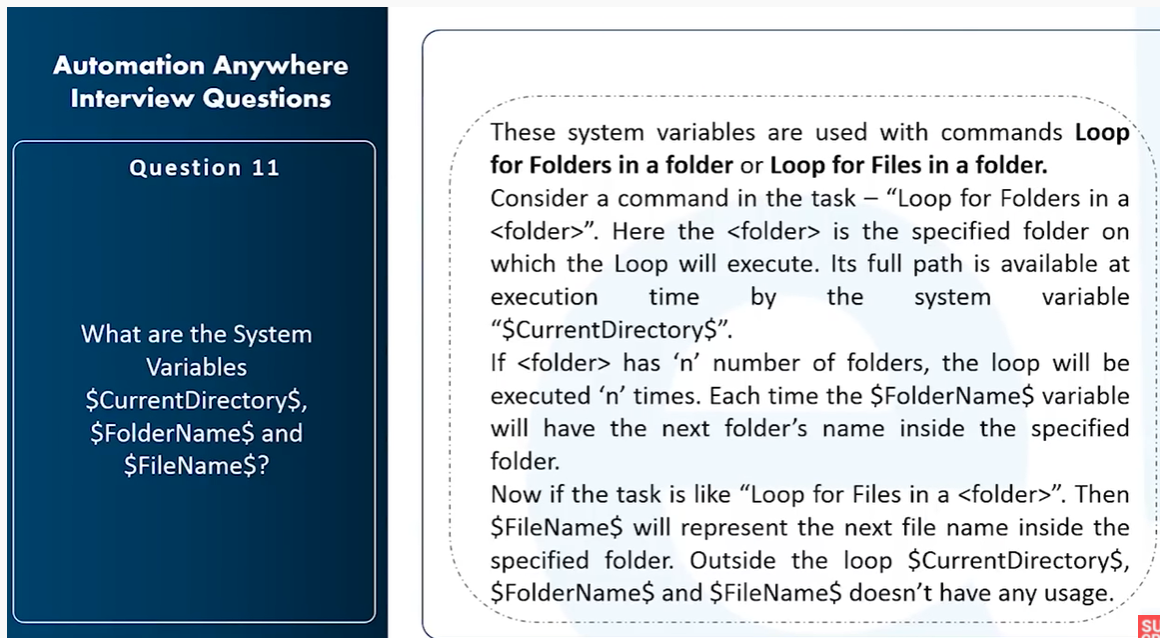 Automation Anywhere
Interview Questions
Question 11
What are the System
Variables
$CurrentDirectory$,
$FolderName$ and
$FileName$?
These system variables are used with commands Loop
for Folders in a folder or Loop for Files in a folder.
Consider a command in the task – “Loop for Folders in a
<folder>”. Here the <folder> is the specified folder on
which the Loop will execute. Its full path is available at
execution time by the system variable
“$CurrentDirectory$”.
If <folder> has ‘n’ number of folders, the loop will be
executed ‘n’ times. Each time the $FolderName$ variable
will have the next folder’s name inside the specified
folder.
Now if the task is like “Loop for Files in a <folder>”. Then
$FileName$ will represent the next file name inside the
specified folder. Outside the loop $CurrentDirectory$,
$FolderName$ and $FileName$ doesn’t have any usage.
SU